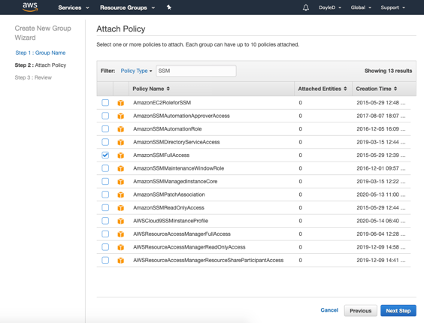 aws Services Resource Groups DayleD Global Support
Create New Group Wizard
Step 1 : Group Name
Step 2 : Attach Policy
Step 3 : Review
Attach Policy
Select one or more policies to attach. Each group can have up to 10 policies attached.
Filter: Policy Type SSM Showing 13 results
Policy Name Attached Entities Creation Time
AmazonEC2RoleforSSM 0 2015-05-29 12:48 ...
AmazonSSMAutomationApproverAccess 0 2017-08-07 18:07 ...
AmazonSSMAutomationRole 0 2016-12-05 16:09 ...
AmazonSSMDirectoryServiceAccess 0 2019-03-15 12:44 ...
AmazonSSMFullAccess 0 2015-05-29 12:39 ...
AmazonSSMMaintenanceWindowRole 0 2016-12-01 09:57 ...
AmazonSSMManagedInstanceCore 0 2019-03-15 12:22 ...
AmazonSSMPatchAssociation 0 2020-05-13 11:00 ...
AmazonSSMReadOnlyAccess 0 2015-05-29 12:44 ...
AWSCloud9SSMInstanceProfile 0 2020-05-14 06:40 ...
AWSResourceAccessManagerFullAccess 0 2019-06-04 12:28 ...
AWSResourceAccessManagerReadOnlyAccess 0 2019-12-09 14:58 ...
AWSResourceAccessManagerResourceShareParticipantAccess 0 2019-12-09 14:41 ...
Cancel Previous Next Step